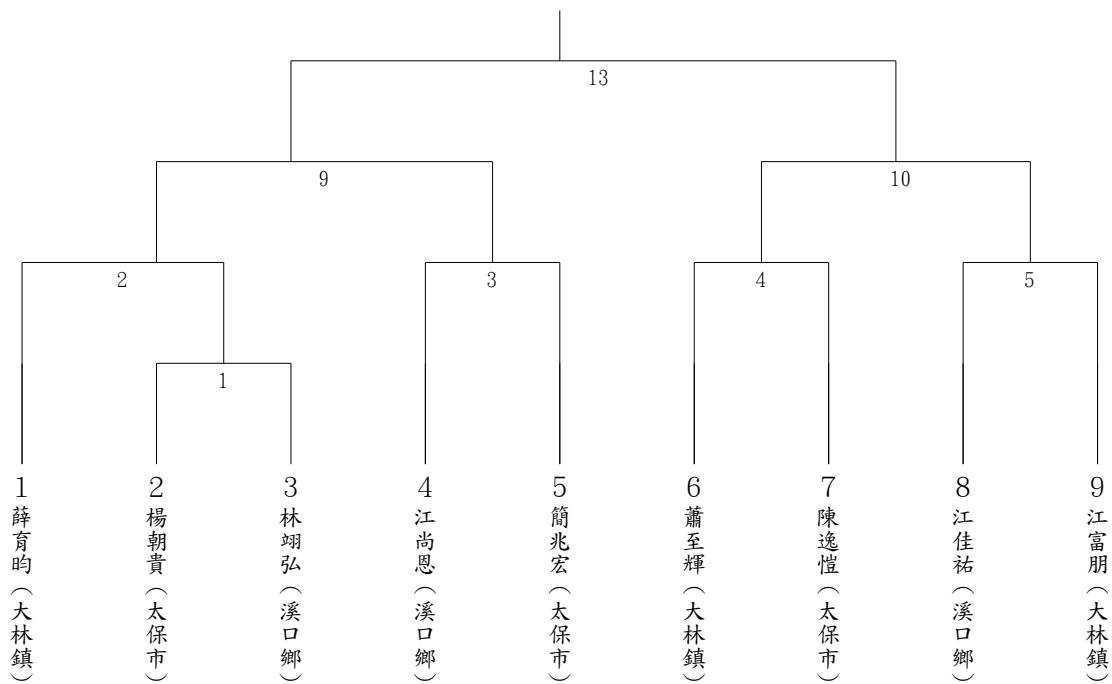 13
9
10
2
3
4
5
1
1
薛育昀（大林鎮）
2
楊朝貴（太保市）
3
林翊弘（溪口鄉）
4
江尚恩（溪口鄉）
5
簡兆宏（太保市）
6
蕭至輝（大林鎮）
7
陳逸愷（太保市）
8
江佳祐（溪口鄉）
9
江富朋（大林鎮）